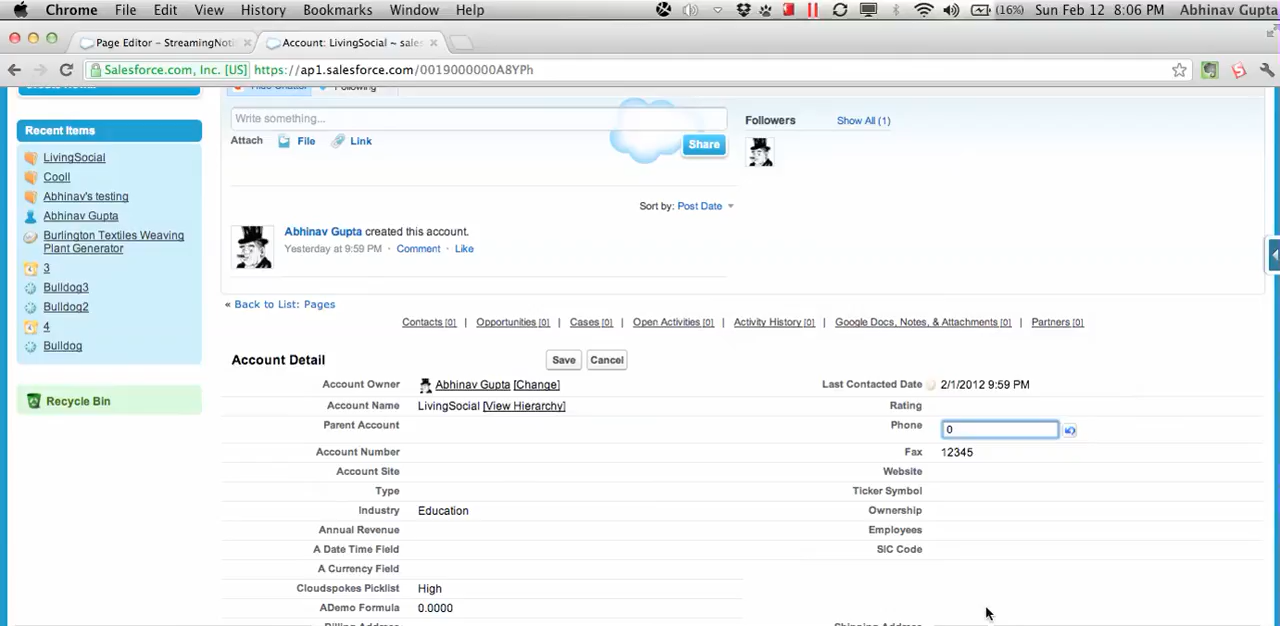 Chrome File Edit View History Bookmarks Window Help (16%) Sun Feb 12 8:06 PM Abhinav Gupta
Page Editor – StreamingNoti Account: LivingSocial ~ sales
Salesforce.com, Inc. [US] https://ap1.salesforce.com/0019000000A8YPh
Hide Chatter Following
Write something...
Attach File Link Share
Followers Show All (1)
Recent Items
LivingSocial
Cooll
Abhinav's testing
Abhinav Gupta
Burlington Textiles Weaving
Plant Generator
3
Bulldog3
Bulldog2
4
Bulldog
Recycle Bin
Sort by: Post Date
Abhinav Gupta created this account.
Yesterday at 9:59 PM · Comment · Like
« Back to List: Pages
Contacts [0] | Opportunities [0] | Cases [0] | Open Activities [0] | Activity History [0] | Google Docs, Notes, & Attachments [0] | Partners [0]
Account Detail Save Cancel
Account Owner Abhinav Gupta [Change] Last Contacted Date 2/1/2012 9:59 PM
Account Name LivingSocial [View Hierarchy] Rating
Parent Account Phone 0
Account Number Fax 12345
Account Site Website
Type Ticker Symbol
Industry Education Ownership
Annual Revenue Employees
A Date Time Field SIC Code
A Currency Field
Cloudspokes Picklist High
ADemo Formula 0.0000
Billing Address Shipping Address